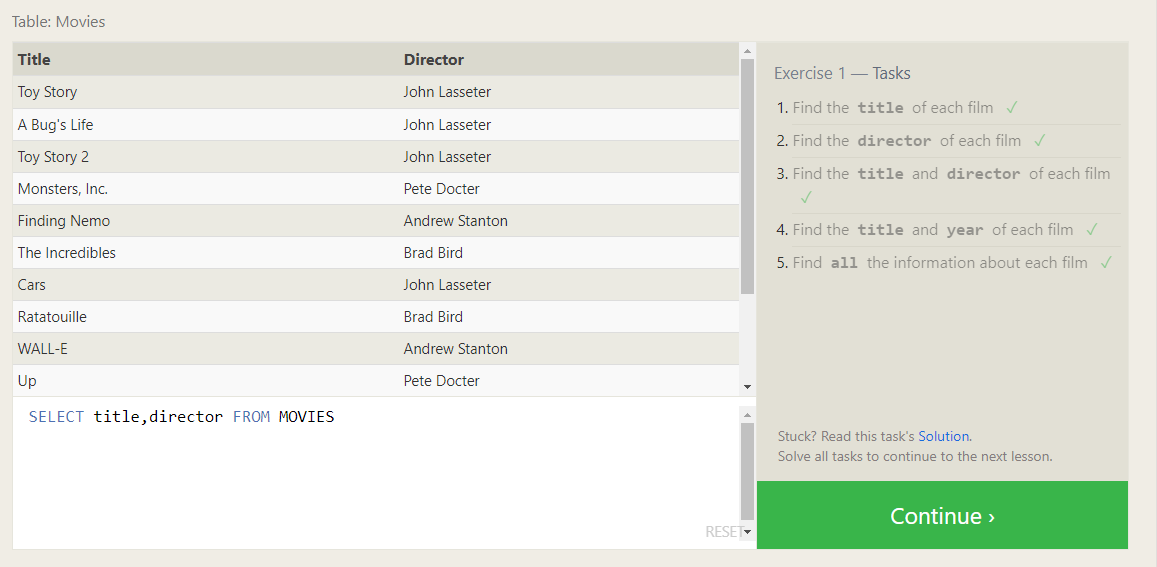 Table: Movies
Title Director
Toy Story John Lasseter
A Bug's Life John Lasseter
Toy Story 2 John Lasseter
Monsters, Inc. Pete Docter
Finding Nemo Andrew Stanton
The Incredibles Brad Bird
Cars John Lasseter
Ratatouille Brad Bird
WALL-E Andrew Stanton
Up Pete Docter
SELECT title,director FROM MOVIES
RESET
Exercise 1 — Tasks
1. Find the title of each film ✓
2. Find the director of each film ✓
3. Find the title and director of each film
✓
4. Find the title and year of each film ✓
5. Find all the information about each film ✓
Stuck? Read this task's Solution.
Solve all tasks to continue to the next lesson.
Continue ›